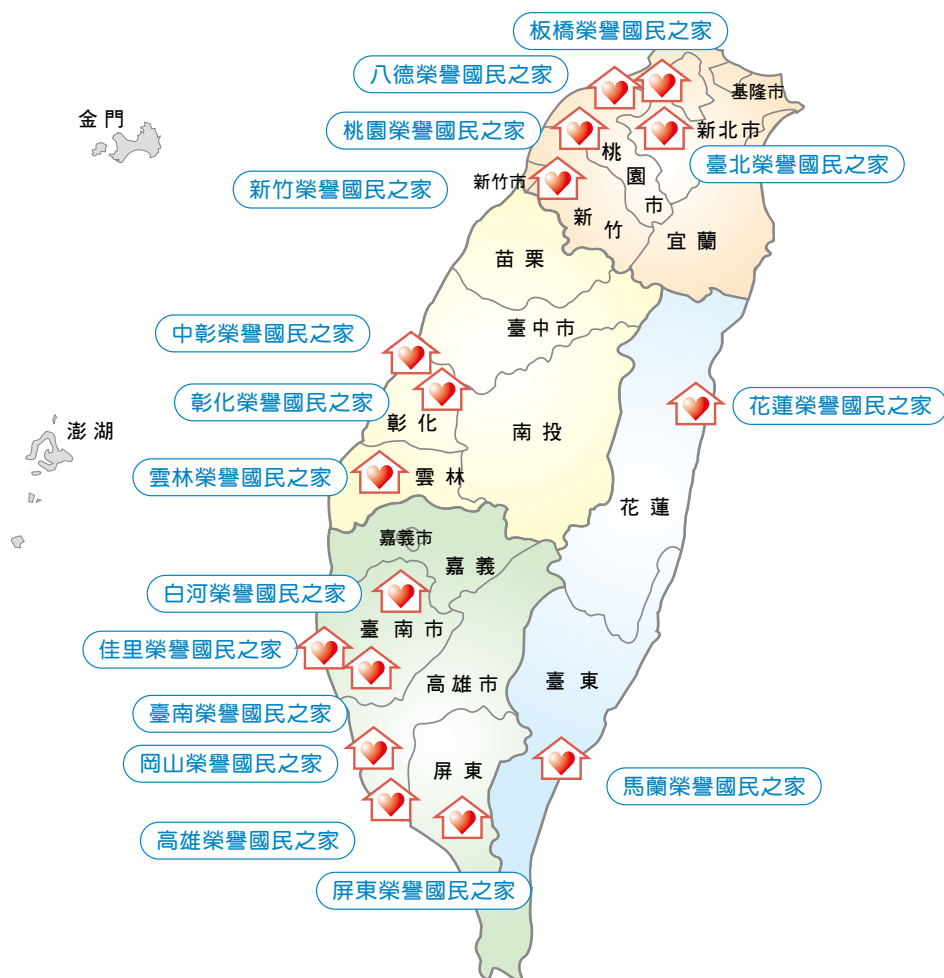 板橋榮譽國民之家
八德榮譽國民之家
基隆市
金門
桃園榮譽國民之家
新北市
桃園市
臺北榮譽國民之家
新竹榮譽國民之家
新竹市
新竹
宜蘭
苗栗
中彰榮譽國民之家
臺中市
彰化榮譽國民之家
彰化
南投
花蓮榮譽國民之家
澎湖
雲林榮譽國民之家
雲林
花蓮
嘉義市
嘉義
白河榮譽國民之家
臺南市
佳里榮譽國民之家
高雄市
臺東
臺南榮譽國民之家
岡山榮譽國民之家
屏東
馬蘭榮譽國民之家
高雄榮譽國民之家
屏東榮譽國民之家